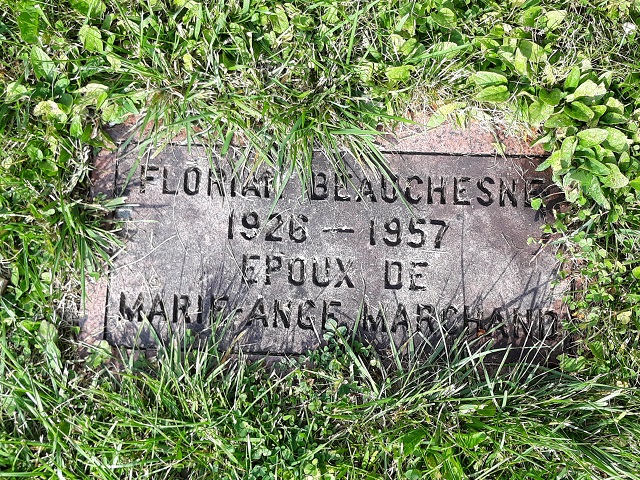 FLORIAN BEAUCHESNE
1926 — 1957
EPOUX DE
MARIE-ANGE MARCHAND